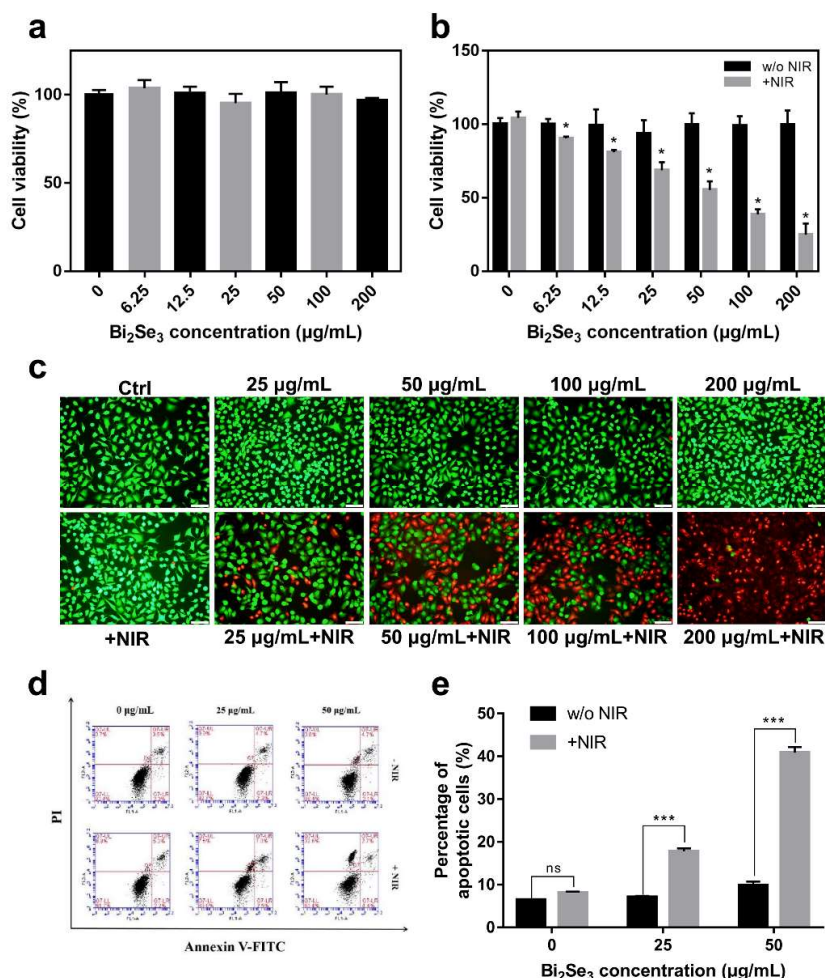 a
Cell viability (%)
150
100
50
0
0
6.25
12.5
25
50
100
200
Bi₂Se₃ concentration (µg/mL)
b
Cell viability (%)
150
100
50
0
w/o NIR
+NIR
*
*
*
*
*
*
0
6.25
12.5
25
50
100
200
Bi₂Se₃ concentration (µg/mL)
c
Ctrl
25 µg/mL
50 µg/mL
100 µg/mL
200 µg/mL
+NIR
25 µg/mL+NIR
50 µg/mL+NIR
100 µg/mL+NIR
200 µg/mL+NIR
d
0 µg/mL
25 µg/mL
50 µg/mL
PI
- NIR
+ NIR
Annexin V-FITC
e
Percentage of
apoptotic cells (%)
50
40
30
20
10
0
w/o NIR
+NIR
ns
***
***
0
25
50
Bi₂Se₃ concentration (µg/mL)